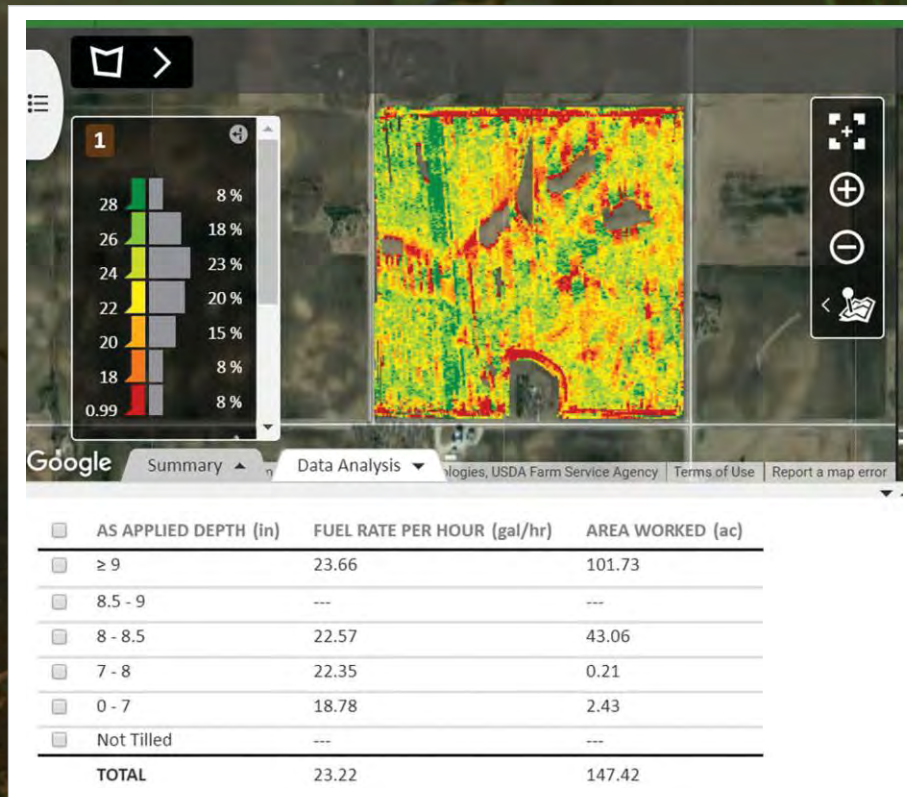 1
28 8 %
26 18 %
24 23 %
22 20 %
20 15 %
18 8 %
0.99 8 %
Google
Summary
Data Analysis
ologies, USDA Farm Service Agency
Terms of Use
Report a map error
AS APPLIED DEPTH (in) FUEL RATE PER HOUR (gal/hr) AREA WORKED (ac)
≥ 9 23.66 101.73
8.5 - 9 --- ---
8 - 8.5 22.57 43.06
7 - 8 22.35 0.21
0 - 7 18.78 2.43
Not Tilled --- ---
TOTAL 23.22 147.42